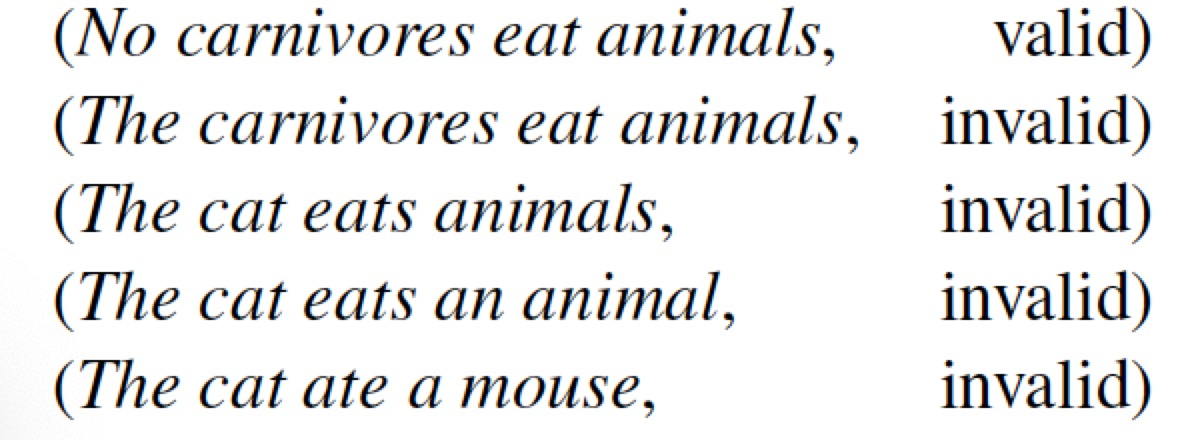 (No carnivores eat animals, valid)
(The carnivores eat animals, invalid)
(The cat eats animals, invalid)
(The cat eats an animal, invalid)
(The cat ate a mouse, invalid)